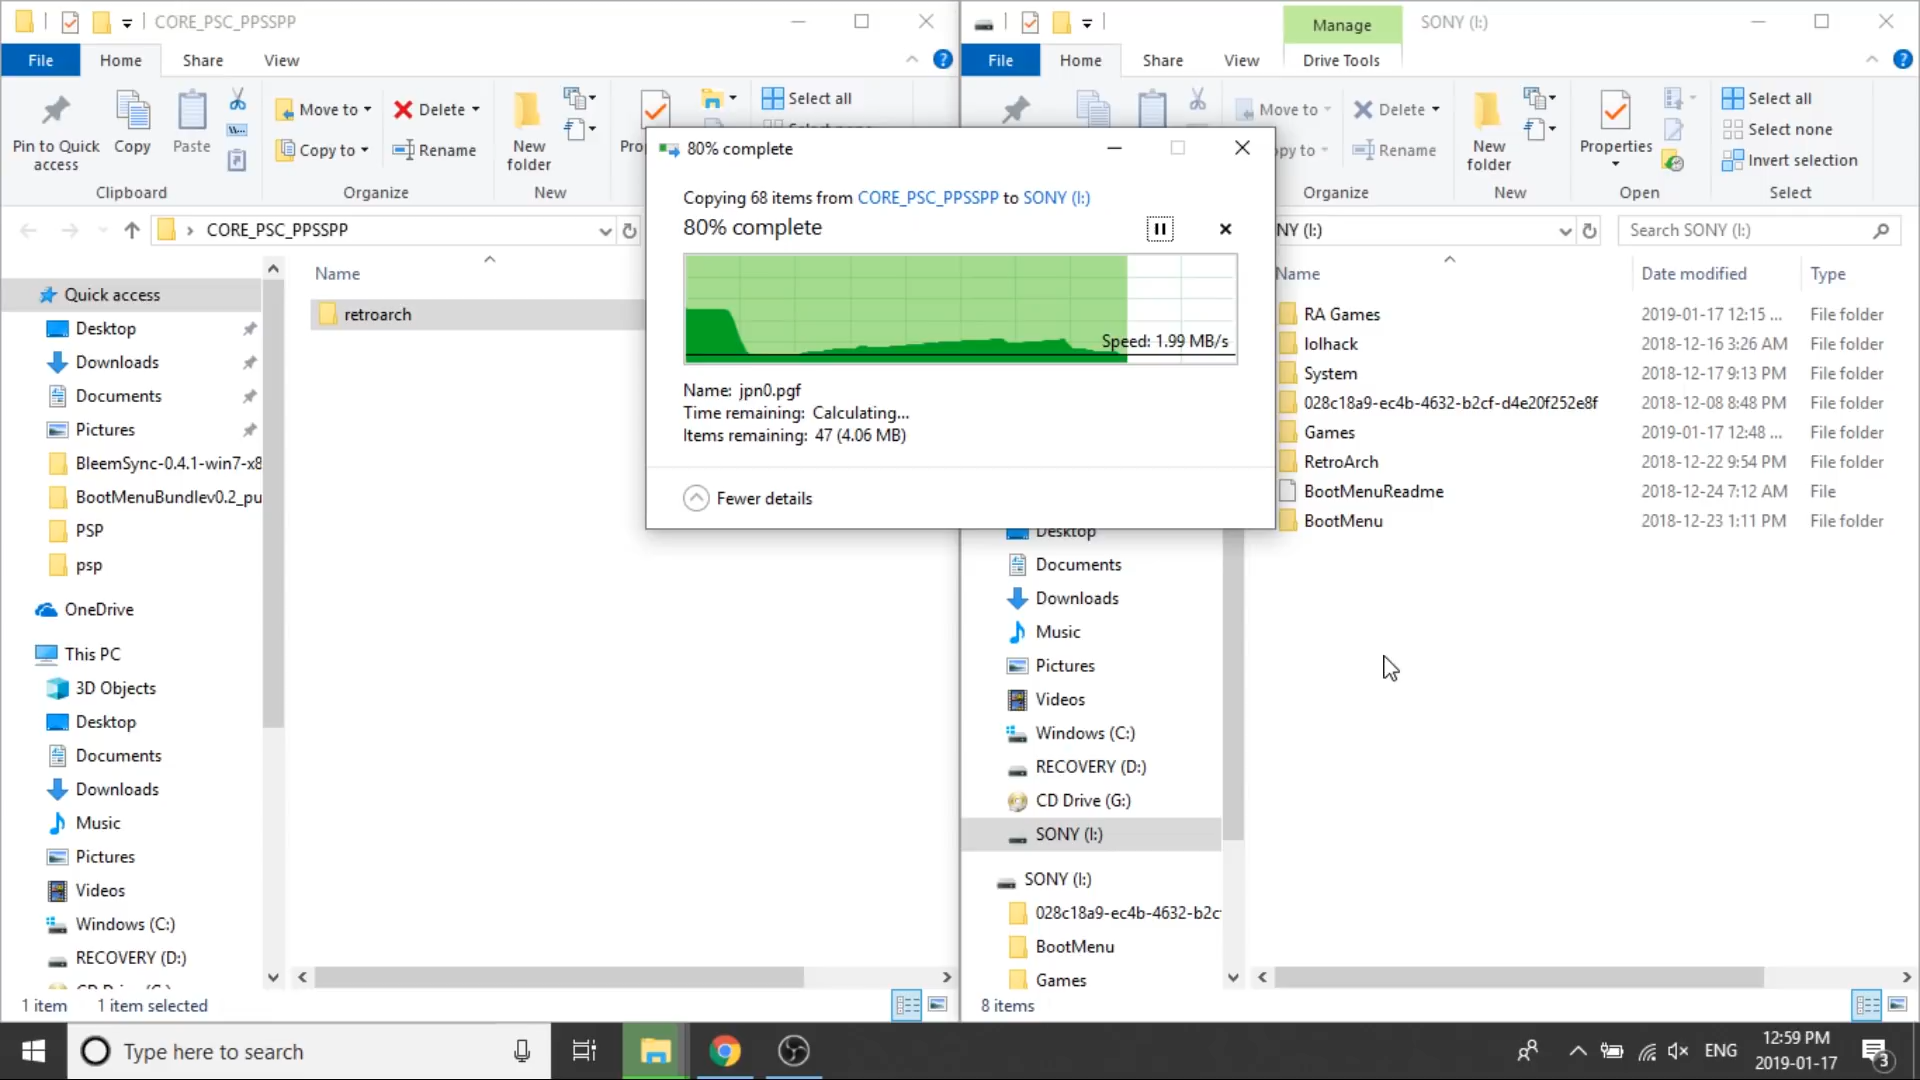 CORE_PSC_PPSSPP
File
Home
Share
View
Pin to Quick access
Copy
Paste
Move to
Copy to
Delete
Rename
New folder
Select all
Clipboard
Organize
New
CORE_PSC_PPSSPP
Name
retroarch
Quick access
Desktop
Downloads
Documents
Pictures
BleemSync-0.4.1-win7-x8
BootMenuBundlev0.2_pu
PSP
psp
OneDrive
This PC
3D Objects
Desktop
Documents
Downloads
Music
Pictures
Videos
Windows (C:)
RECOVERY (D:)
1 item
1 item selected
80% complete
Copying 68 items from CORE_PSC_PPSSPP to SONY (I:)
80% complete
Speed: 1.99 MB/s
Name: jpn0.pgf
Time remaining: Calculating...
Items remaining: 47 (4.06 MB)
Fewer details
Manage
SONY (I:)
File
Home
Share
View
Drive Tools
Move to
Delete
Rename
New folder
Properties
Select all
Select none
Invert selection
Organize
New
Open
Select
NY (I:)
Search SONY (I:)
Name
Date modified
Type
RA Games 2019-01-17 12:15 ... File folder
lolhack 2018-12-16 3:26 AM File folder
System 2018-12-17 9:13 PM File folder
028c18a9-ec4b-4632-b2cf-d4e20f252e8f 2018-12-08 8:48 PM File folder
Games 2019-01-17 12:48 ... File folder
RetroArch 2018-12-22 9:54 PM File folder
BootMenuReadme 2018-12-24 7:12 AM File
BootMenu 2018-12-23 1:11 PM File folder
Desktop
Documents
Downloads
Music
Pictures
Videos
Windows (C:)
RECOVERY (D:)
CD Drive (G:)
SONY (I:)
SONY (I:)
028c18a9-ec4b-4632-b2c
BootMenu
Games
8 items
Type here to search
ENG
12:59 PM
2019-01-17
3